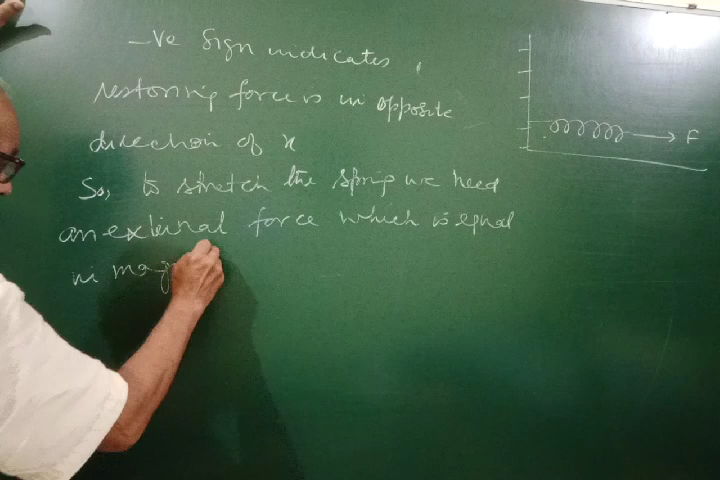 -Ve Sign indicates,
restoring force is in opposite
direction of x
So, to stretch the spring we need
an external force which is equal
in mag
F